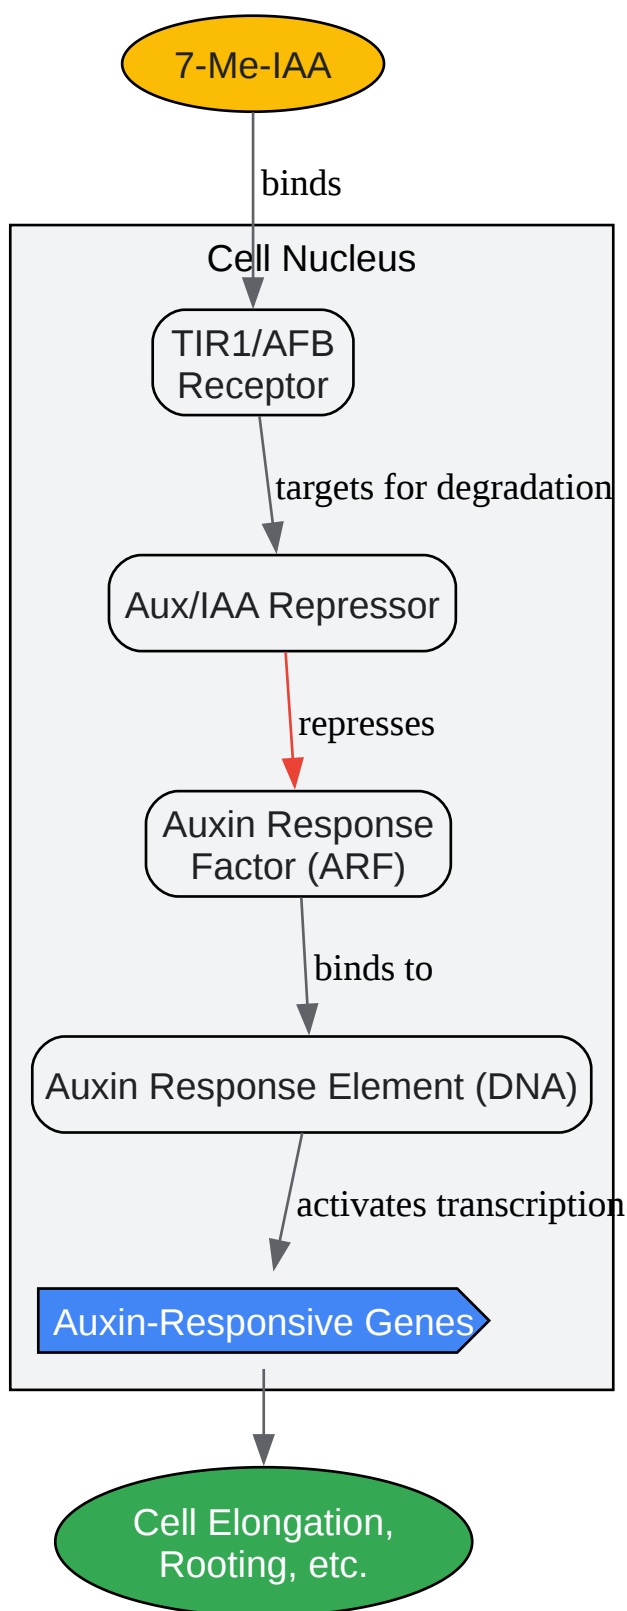 7-Me-IAA
binds
Cell Nucleus
TIR1/AFB
Receptor
targets for degradation
Aux/IAA Repressor
represses
Auxin Response
Factor (ARF)
binds to
Auxin Response Element (DNA)
activates transcription
Auxin-Responsive Genes
Cell Elongation,
Rooting, etc.